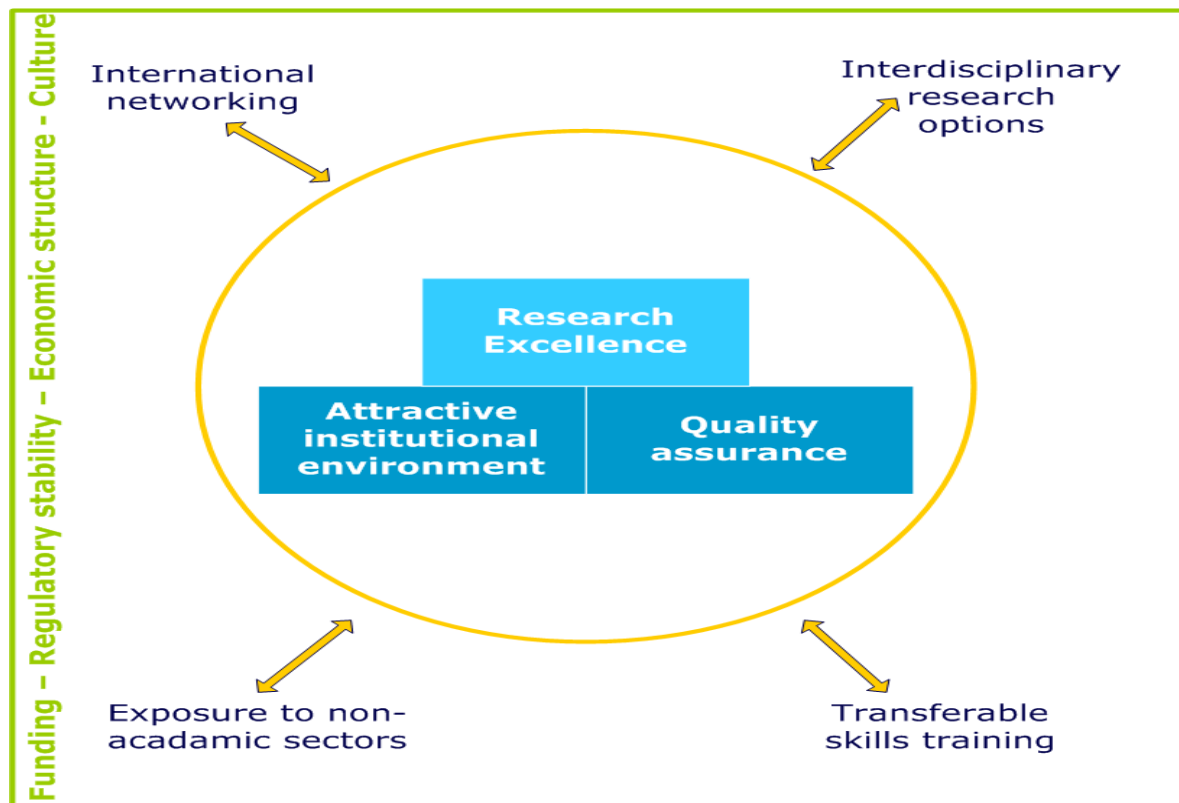 Funding – Regulatory stability – Economic structure - Culture
International
networking
Interdisciplinary
research
options
Research
Excellence
Attractive
institutional
environment
Quality
assurance
Exposure to non-
acadamic sectors
Transferable
skills training